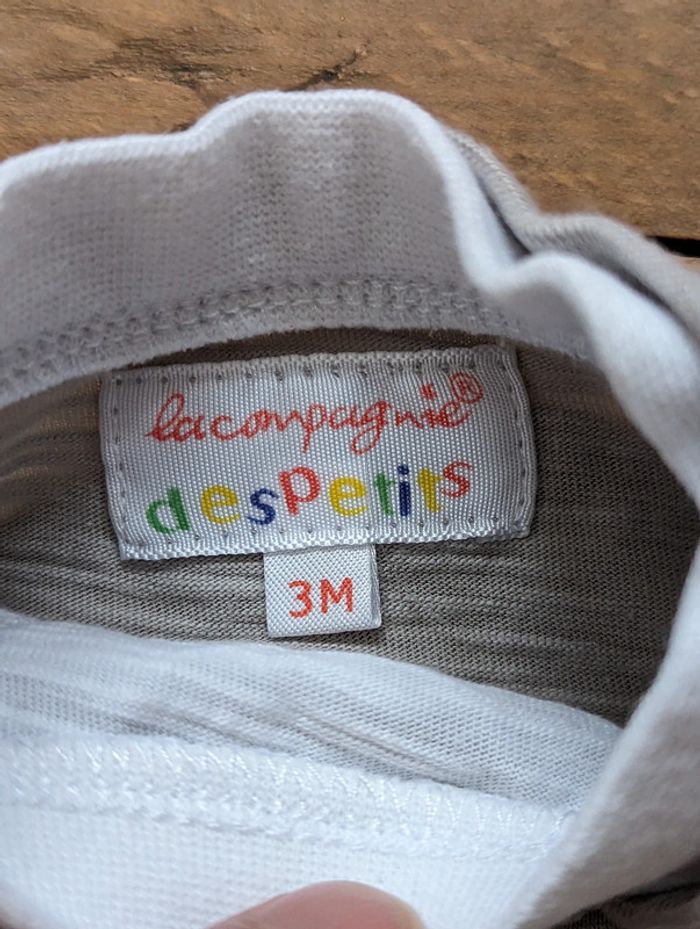 lacompagnie®
desPetits
3M